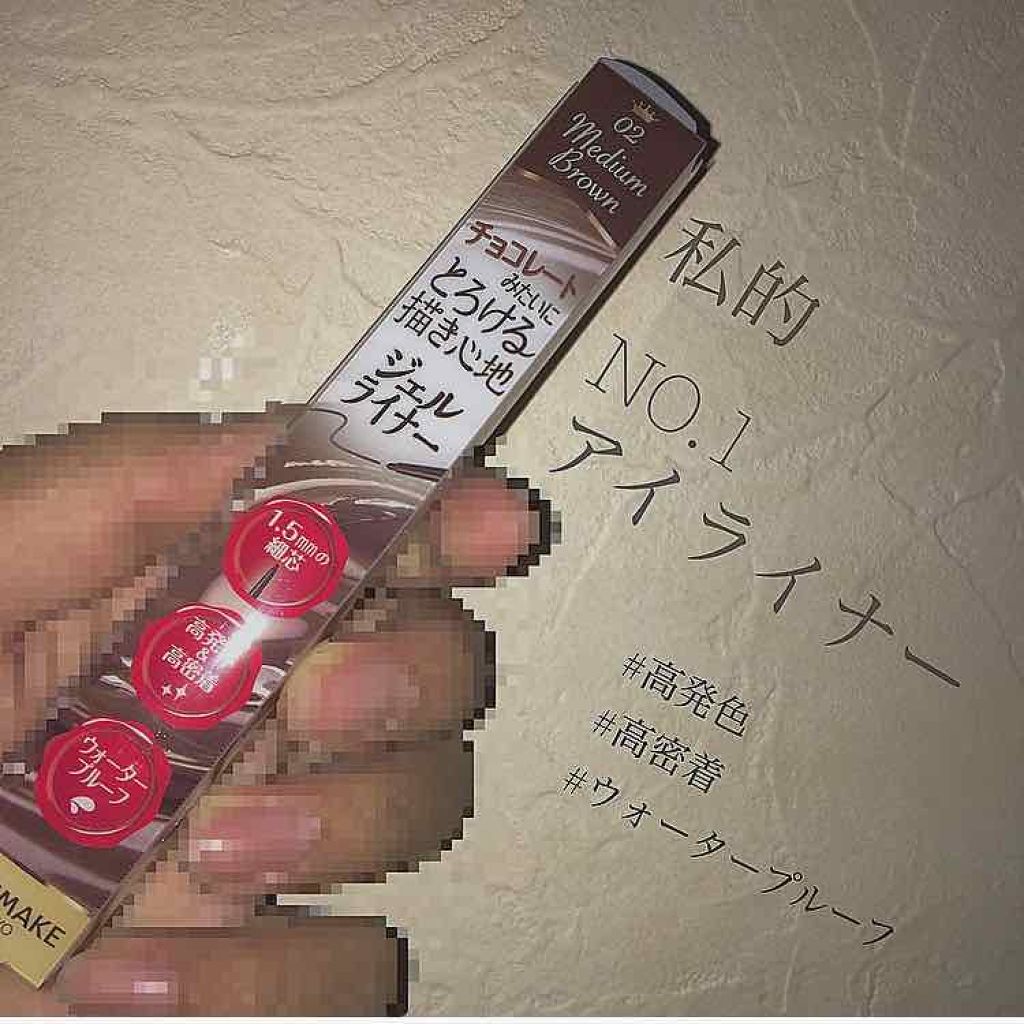 02
Medium
Brown
チョコレート
みたいに
とろける
描き心地
ジェル
ライナー
1.5mmの
細芯
高発色&
高密着
ウォーター
プルーフ
MAKE
私的
NO.1
アイライナー
#高発色
#高密着
#ウォータープルーフ